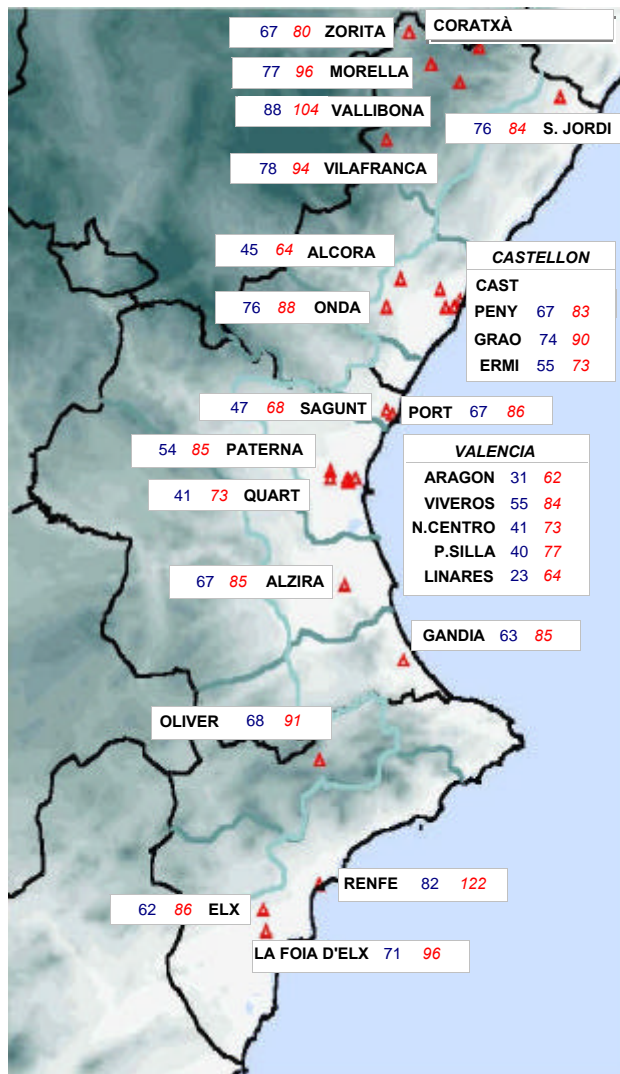 67 80 ZORITA
CORATXÀ
77 96 MORELLA
88 104 VALLIBONA
76 84 S. JORDI
78 94 VILAFRANCA
45 64 ALCORA
76 88 ONDA
CASTELLON
CAST
PENY 67 83
GRAO 74 90
ERMI 55 73
47 68 SAGUNT
PORT 67 86
54 85 PATERNA
41 73 QUART
VALENCIA
ARAGON 31 62
VIVEROS 55 84
N.CENTRO 41 73
P.SILLA 40 77
LINARES 23 64
67 85 ALZIRA
GANDIA 63 85
OLIVER 68 91
RENFE 82 122
62 86 ELX
LA FOIA D'ELX 71 96